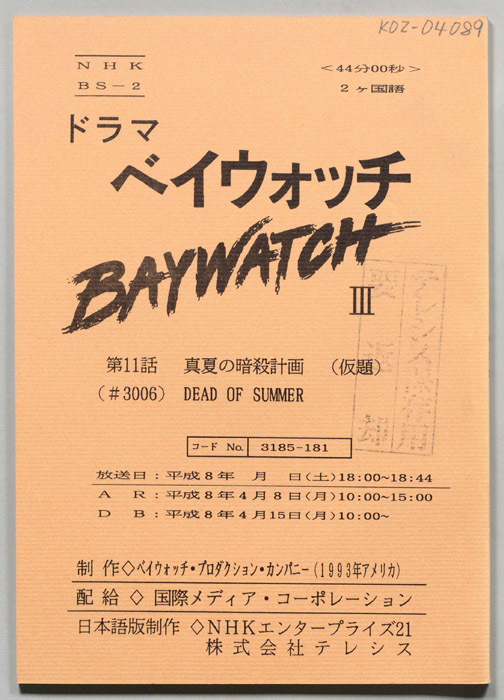 KDZ-04089
NHK
BS-2
<44分00秒>
2ヶ国語
ドラマ
ベイウォッチ
BAYWATCH
III
第11話 真夏の暗殺計画 (仮題)
(#3006) DEAD OF SUMMER
コード No. 3185-181
放送日:平成8年 月 日(土)18:00~18:44
A R:平成8年4月8日(月)10:00~15:00
D B:平成8年4月15日(月)10:00~
制作◇ベイウォッチ・プロダクション・カンパニー(1993年アメリカ)
配給◇国際メディア・コーポレーション
日本語版制作◇NHKエンタープライズ21
株式会社テレシス